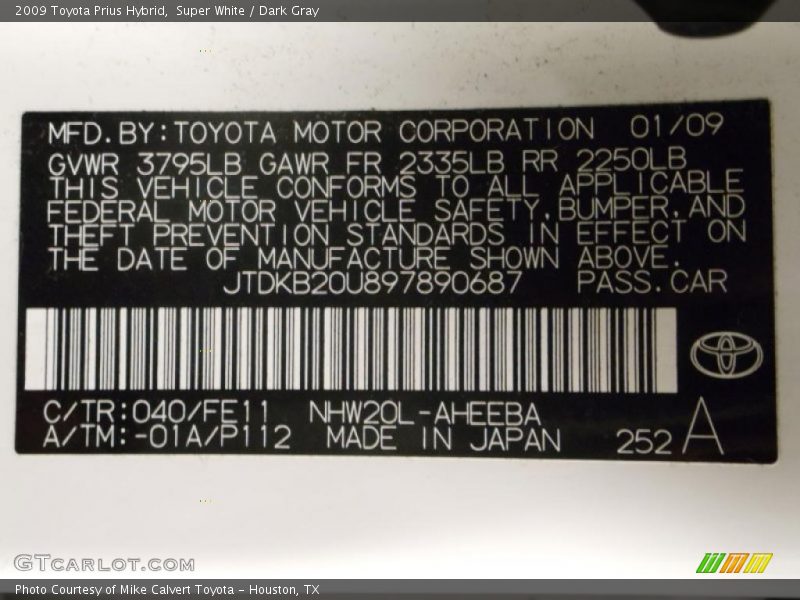 2009 Toyota Prius Hybrid,  Super White / Dark Gray
MFD.BY:TOYOTA MOTOR CORPORATION 01/09
GVWR 3795LB GAWR FR 2335LB RR 2250LB
THIS VEHICLE CONFORMS TO ALL APPLICABLE
FEDERAL MOTOR VEHICLE SAFETY,BUMPER,AND
THEFT PREVENTION STANDARDS IN EFFECT ON
THE DATE OF MANUFACTURE SHOWN ABOVE.
JTDKB20U897890687 PASS.CAR
C/TR:040/FE11 NHW20L-AHEEBA
A/TM:-01A/P112 MADE IN JAPAN 252 A
GTCARLOT.COM
Photo Courtesy of Mike Calvert Toyota - Houston, TX